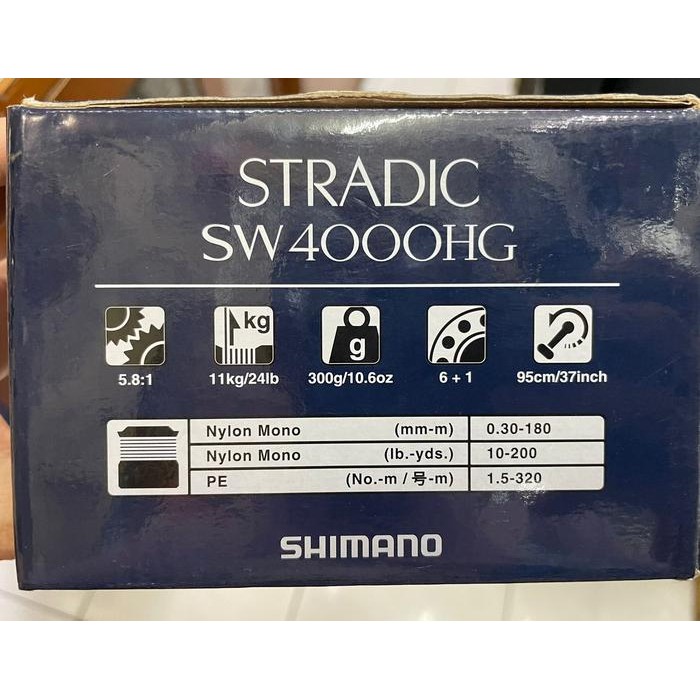 STRADIC
SW4000HG
kg
g
5.8:1 11kg/24lb 300g/10.6oz 6 + 1 95cm/37inch
Nylon Mono (mm-m) 0.30-180
Nylon Mono (lb.-yds.) 10-200
PE (No.-m / 号-m) 1.5-320
SHIMANO